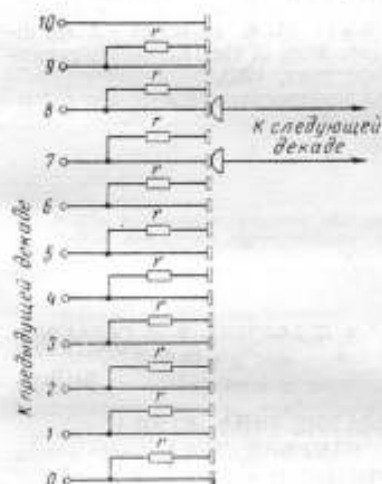 10
r
9
r
8
К следующей
декаде
r
7
r
6
r
5
r
4
r
3
r
2
r
1
r
0
К предыдущей декаде